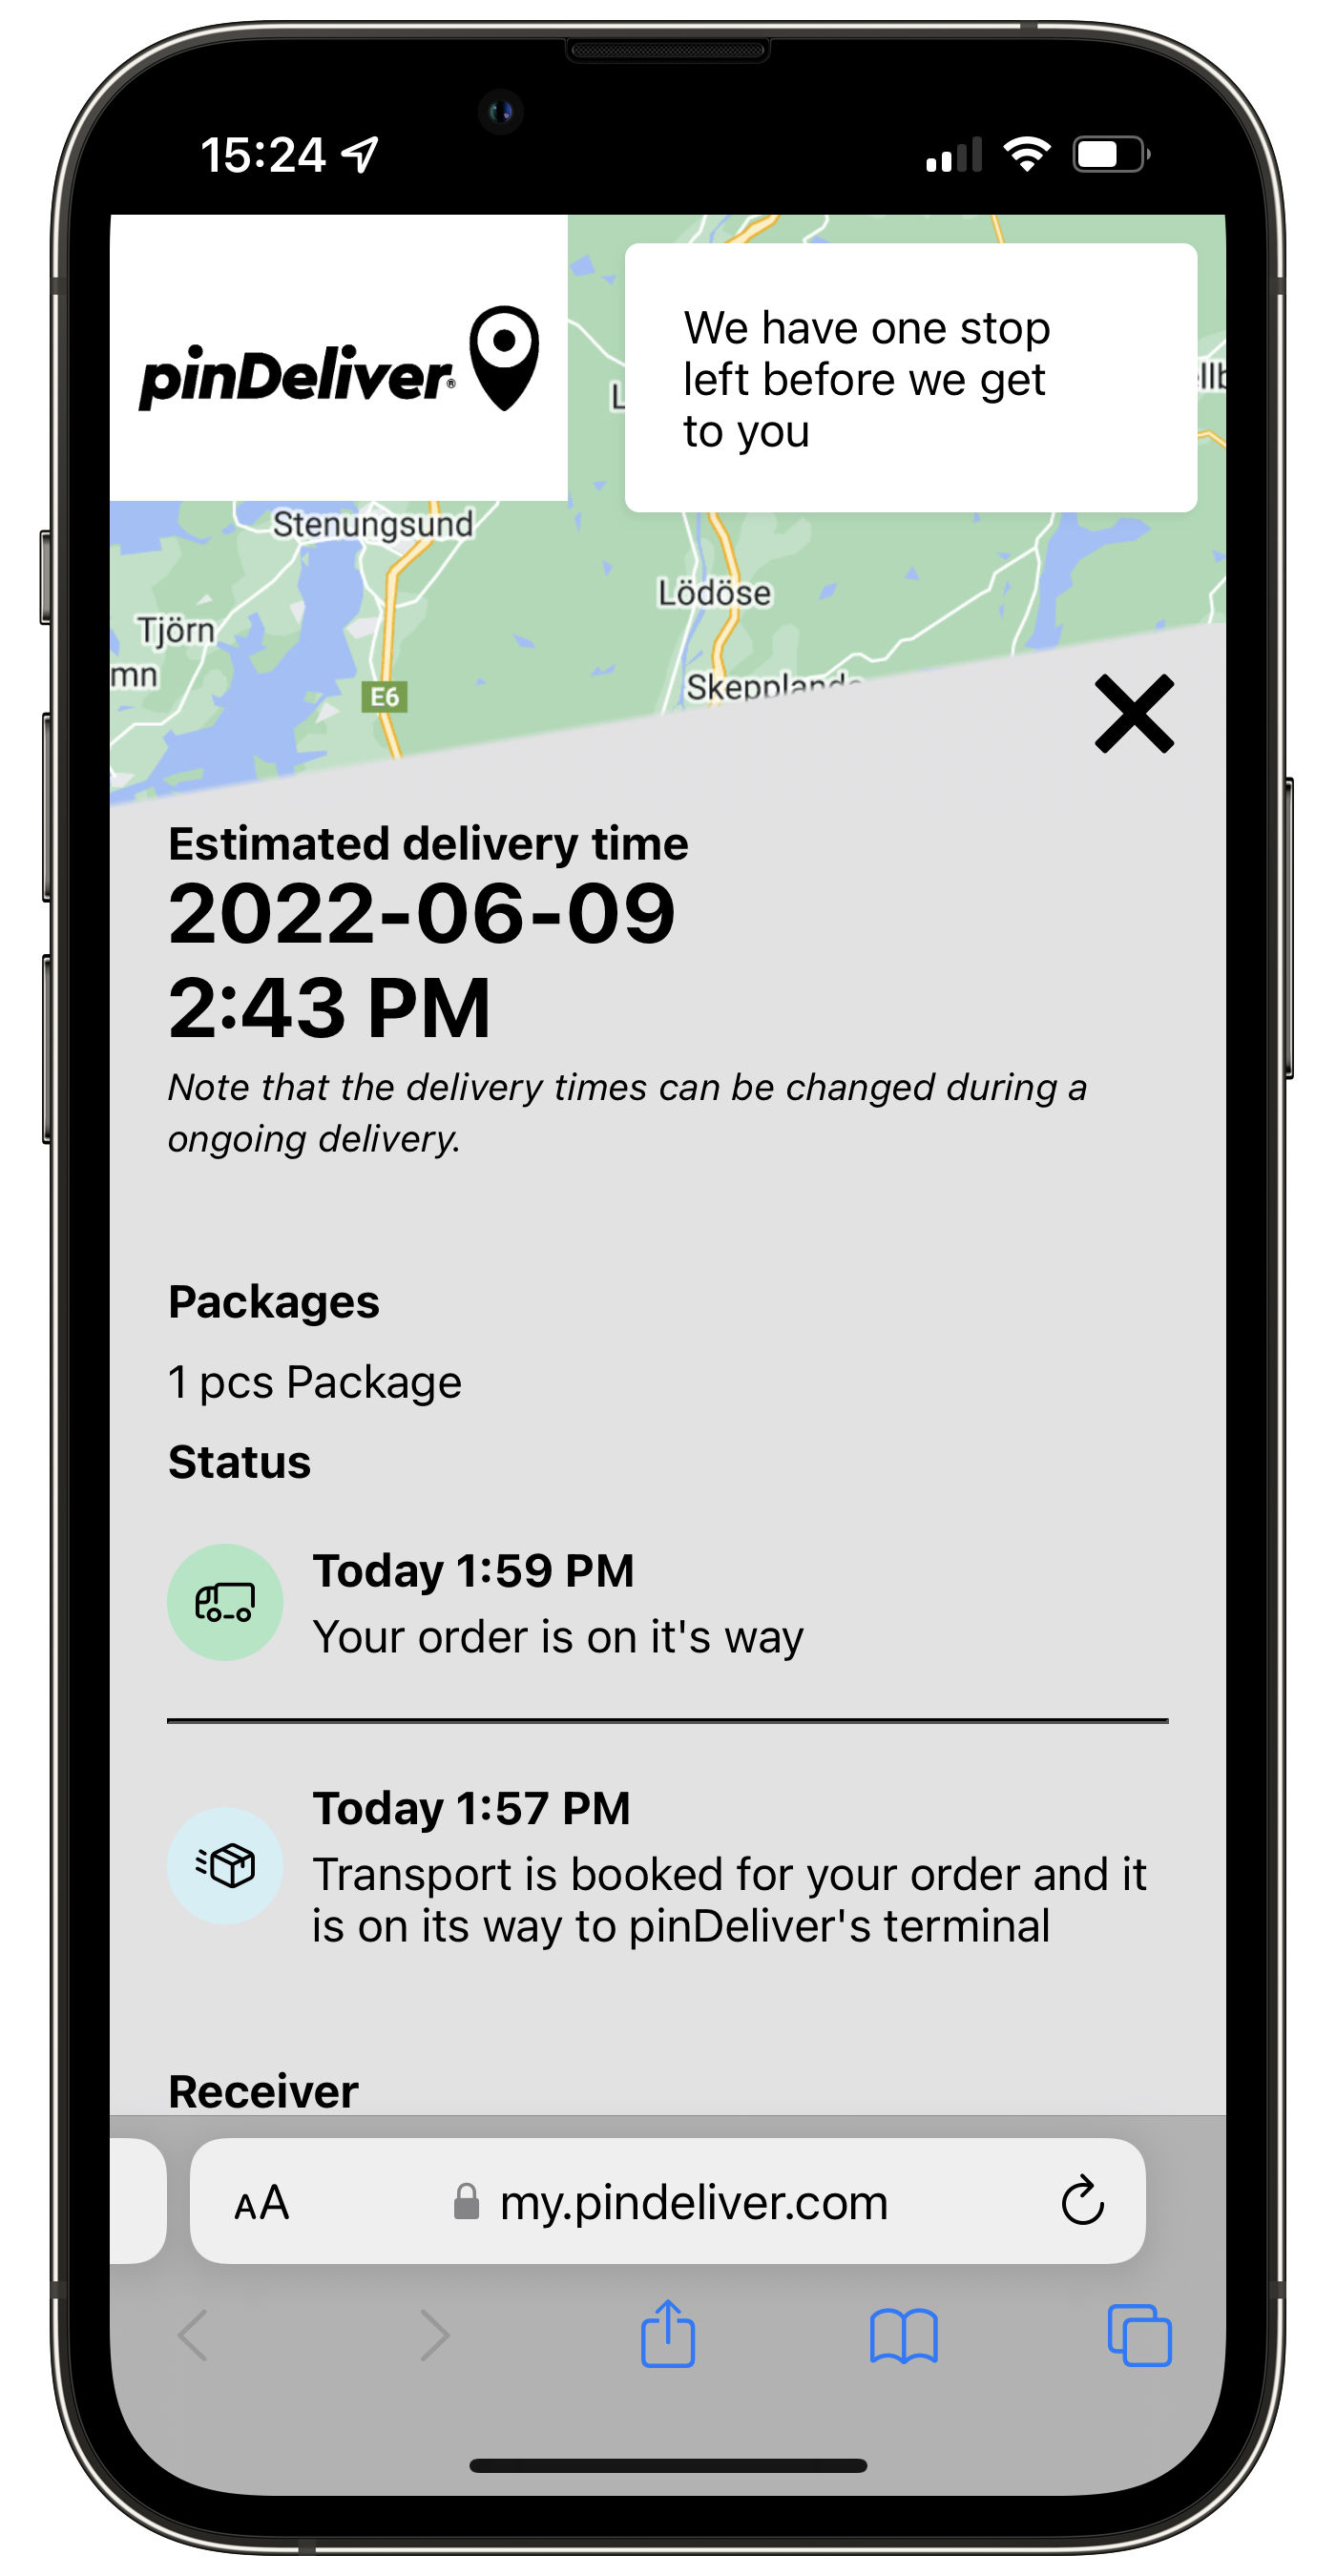 15:24
pinDeliver®
We have one stop
left before we get
to you
Stenungsund
Lödöse
Tjörn
mn
E6
Estimated delivery time
2022-06-09
2:43 PM
Note that the delivery times can be changed during a
ongoing delivery.
Packages
1 pcs Package
Status
Today 1:59 PM
Your order is on it's way
Today 1:57 PM
Transport is booked for your order and it
is on its way to pinDeliver's terminal
Receiver
AA
my.pindeliver.com